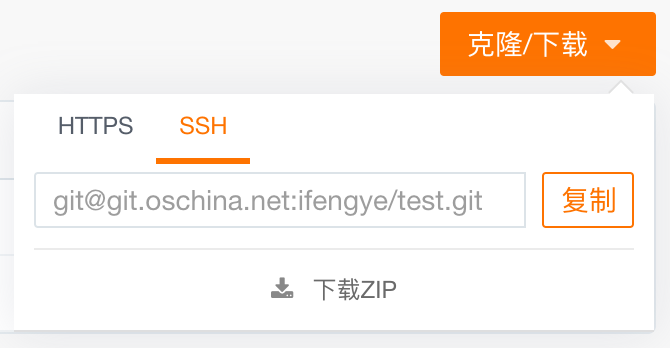 克隆/下载
HTTPS SSH
git@git.oschina.net:ifengye/test.git 复制
下载ZIP